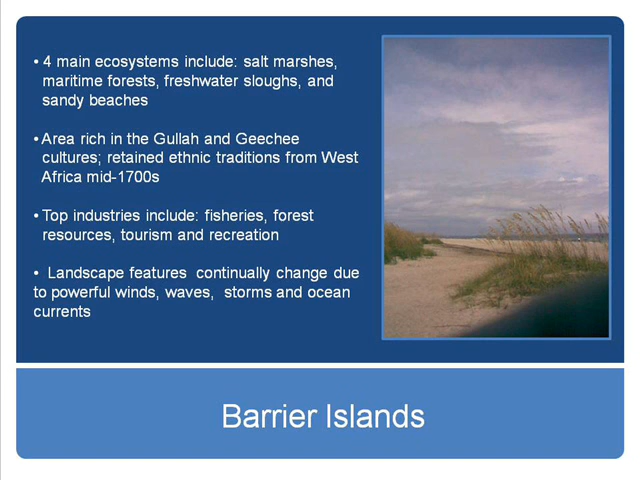 • 4 main ecosystems include: salt marshes,
maritime forests, freshwater sloughs, and
sandy beaches
• Area rich in the Gullah and Geechee
cultures; retained ethnic traditions from West
Africa mid-1700s
• Top industries include: fisheries, forest
resources, tourism and recreation
• Landscape features continually change due
to powerful winds, waves, storms and ocean
currents
Barrier Islands